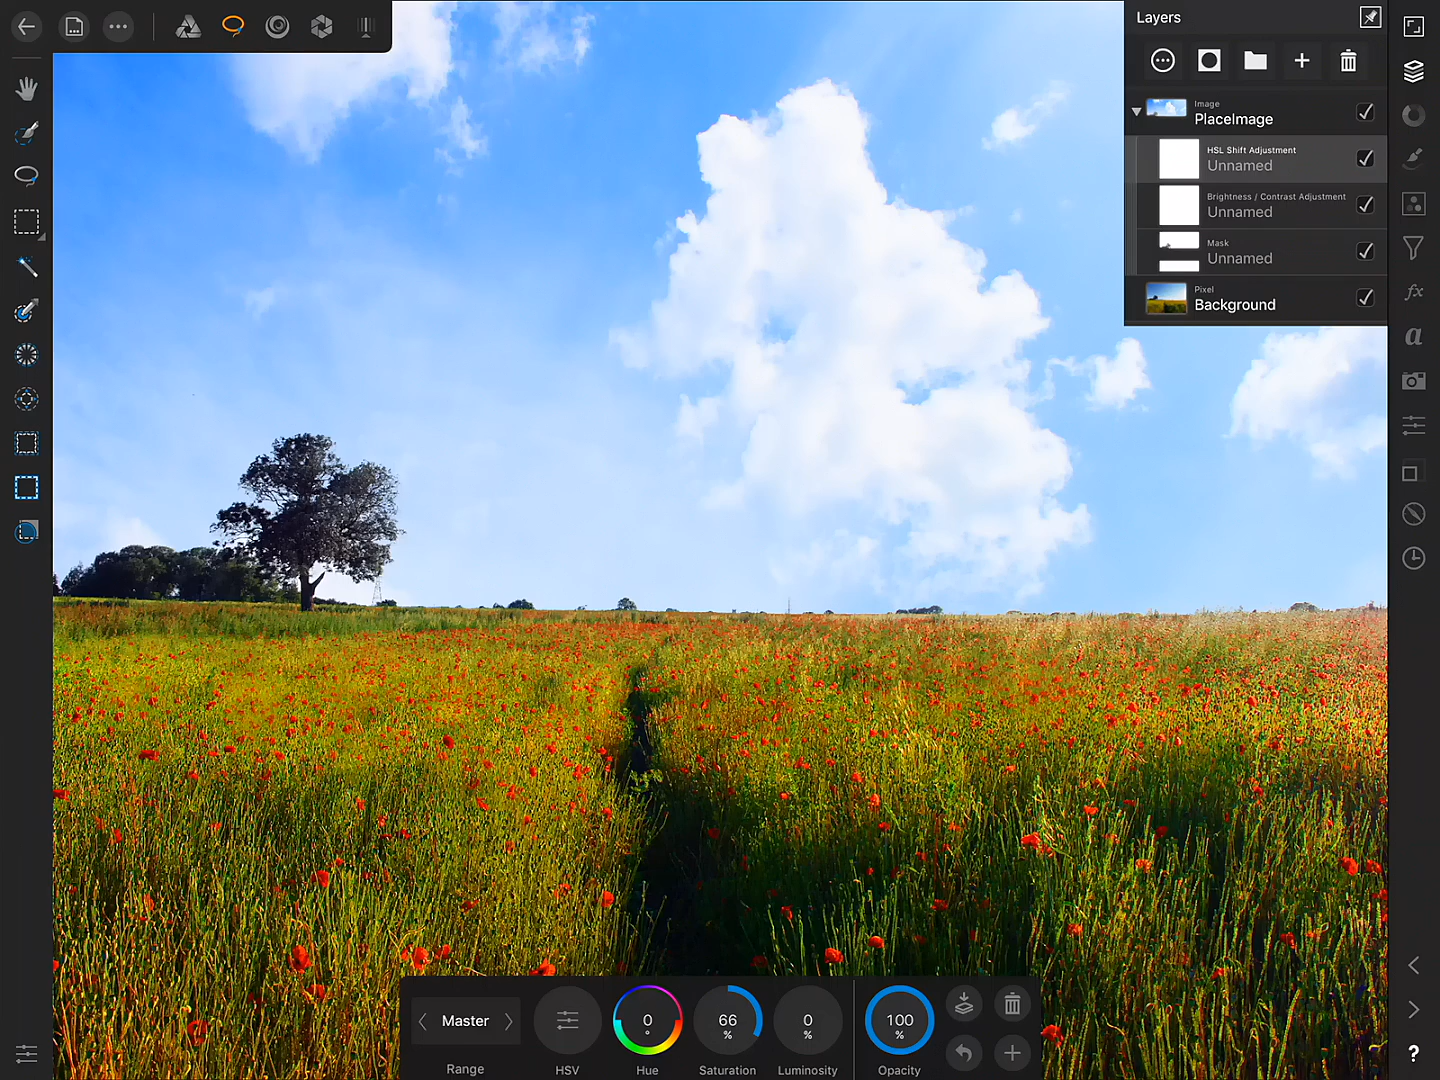 Layers
Image
PlaceImage
HSL Shift Adjustment
Unnamed
Brightness / Contrast Adjustment
Unnamed
Mask
Unnamed
Pixel
Background
fx
a
?
Master
Range
HSV
0
°
Hue
66
%
Saturation
0
%
Luminosity
100
%
Opacity